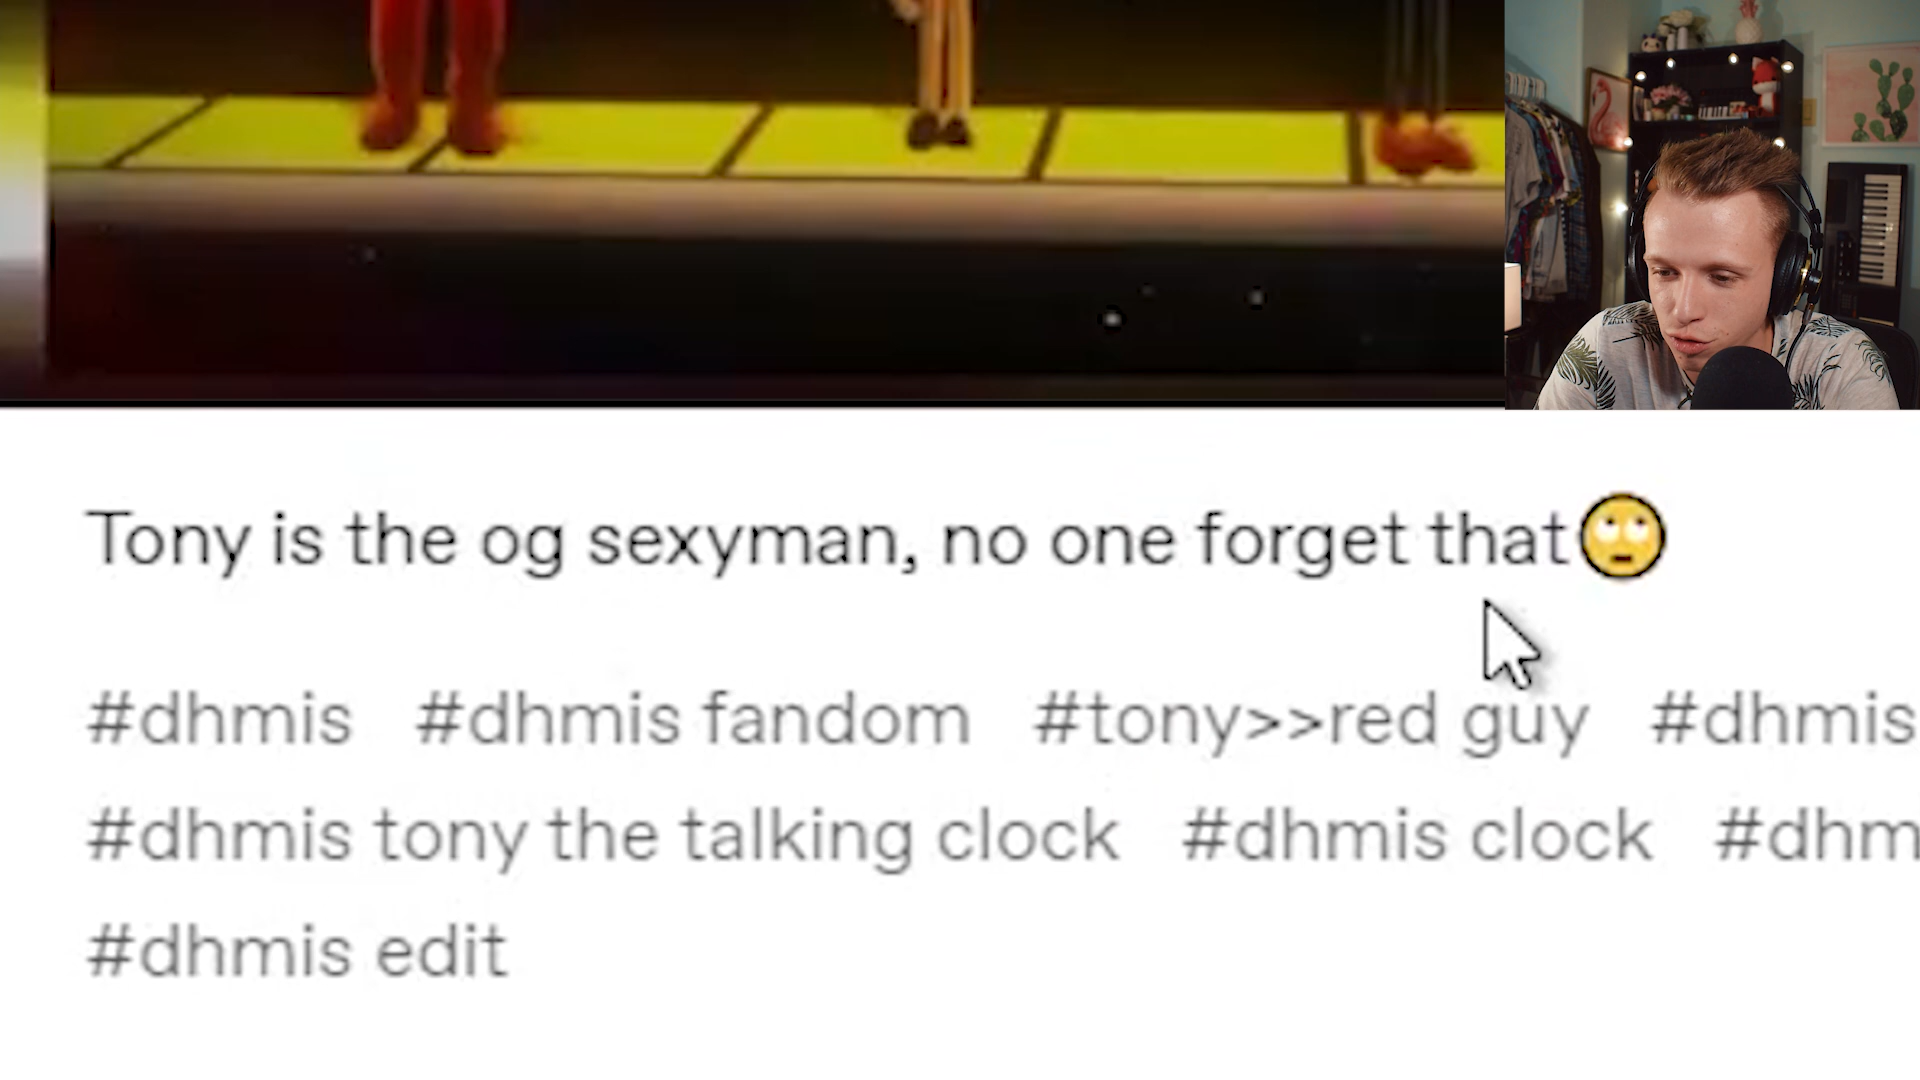 Tony is the og sexyman, no one forget that🙄
#dhmis #dhmis fandom #tony>>red guy #dhmis
#dhmis tony the talking clock #dhmis clock #dhm
#dhmis edit